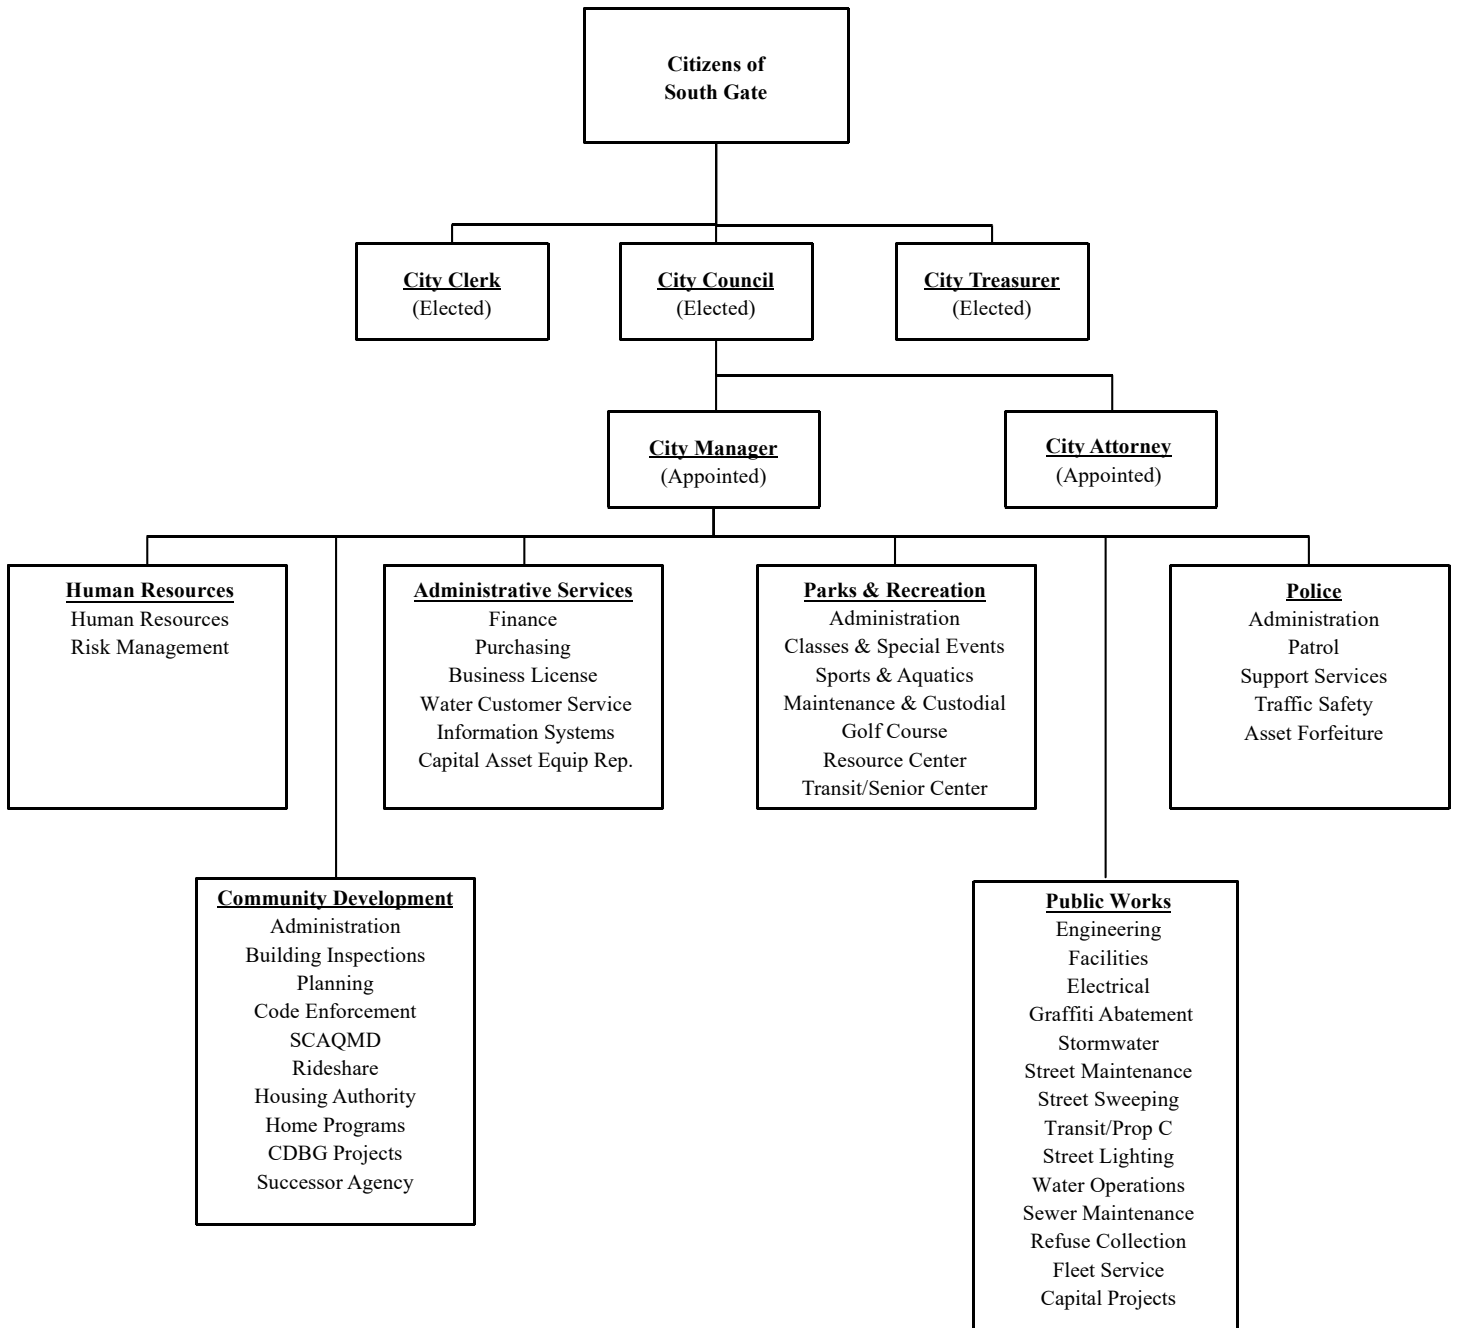 Citizens of
South Gate
City Clerk
(Elected)
City Council
(Elected)
City Treasurer
(Elected)
City Manager
(Appointed)
City Attorney
(Appointed)
Human Resources
Human Resources
Risk Management
Administrative Services
Finance
Purchasing
Business License
Water Customer Service
Information Systems
Capital Asset Equip Rep.
Parks & Recreation
Administration
Classes & Special Events
Sports & Aquatics
Maintenance & Custodial
Golf Course
Resource Center
Transit/Senior Center
Police
Administration
Patrol
Support Services
Traffic Safety
Asset Forfeiture
Community Development
Administration
Building Inspections
Planning
Code Enforcement
SCAQMD
Rideshare
Housing Authority
Home Programs
CDBG Projects
Successor Agency
Public Works
Engineering
Facilities
Electrical
Graffiti Abatement
Stormwater
Street Maintenance
Street Sweeping
Transit/Prop C
Street Lighting
Water Operations
Sewer Maintenance
Refuse Collection
Fleet Service
Capital Projects